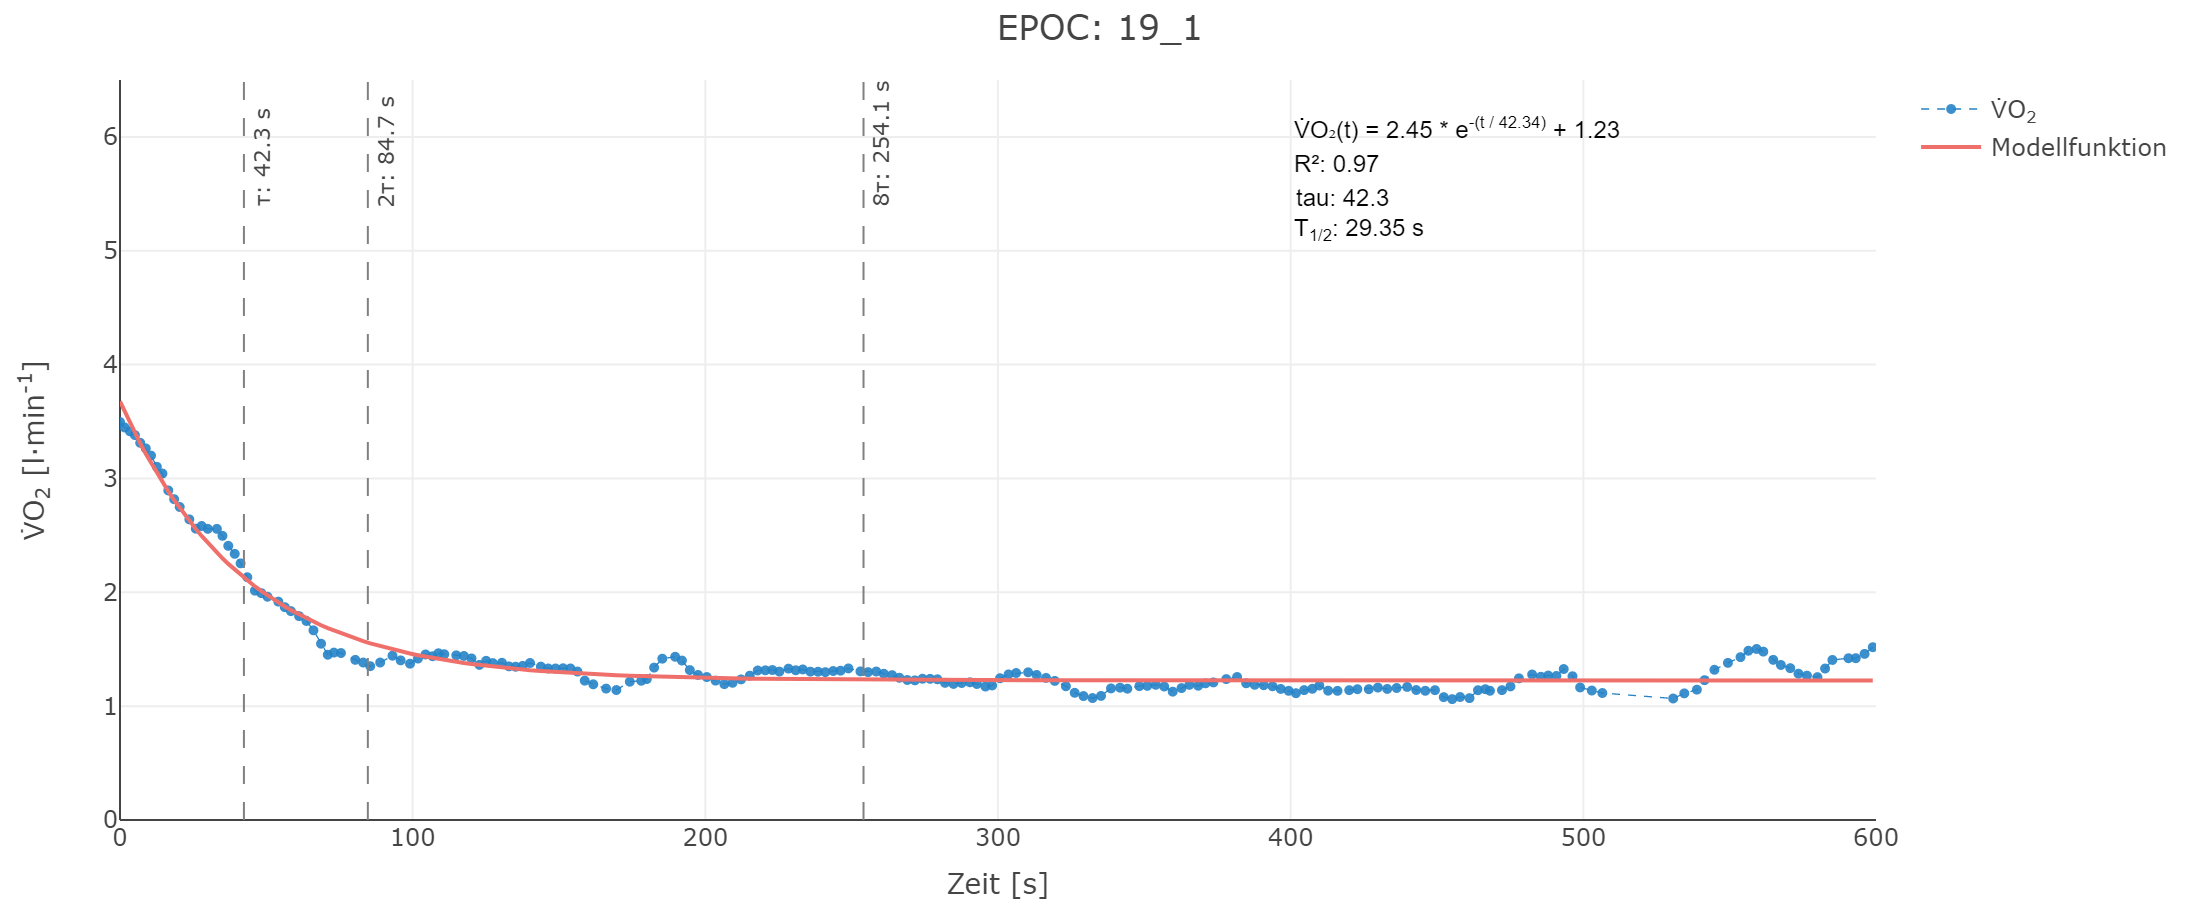 EPOC: 19_1
τ: 42.3 s
2τ: 84.7 s
8τ: 254.1 s
V̇O₂(t) = 2.45 * e^-(t / 42.34) + 1.23
R²: 0.97
tau: 42.3
T1/2: 29.35 s
V̇O₂
Modellfunktion
V̇O₂ [l·min⁻¹]
6
5
4
3
2
1
0
0 100 200 300 400 500 600
Zeit [s]